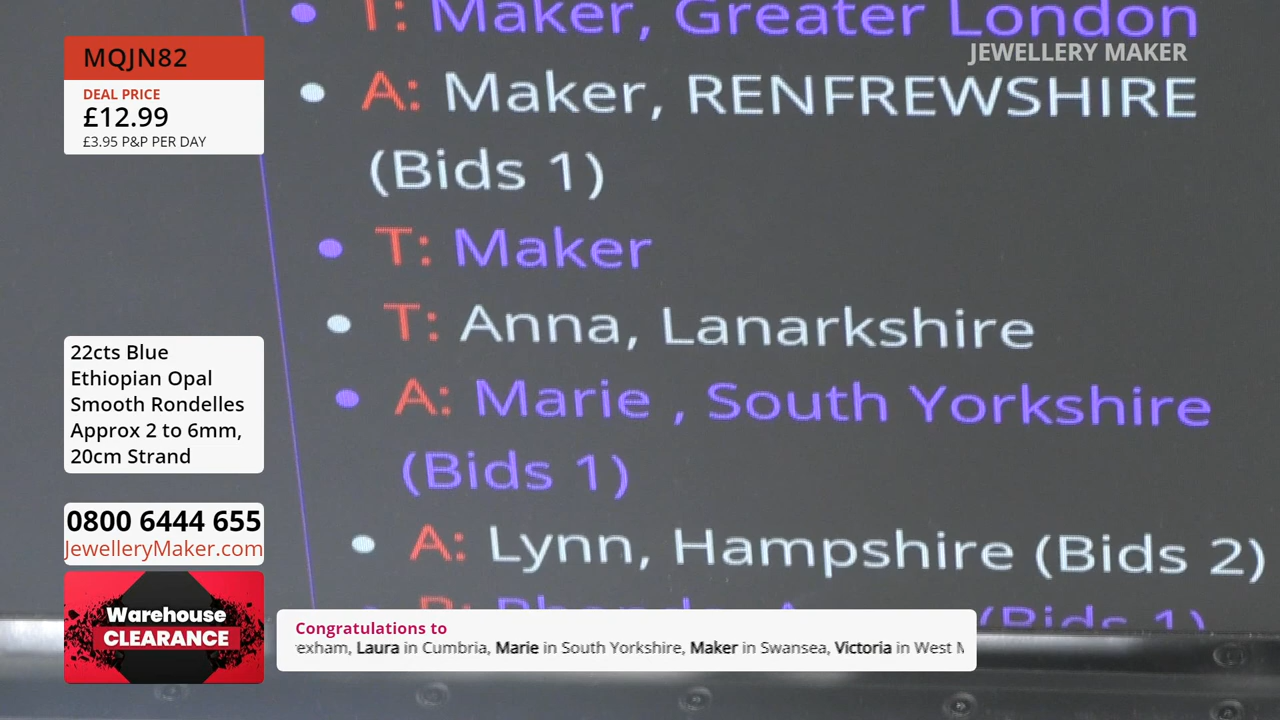 T: Maker, Greater London
JEWELLERY MAKER
MQJN82
DEAL PRICE
£12.99
£3.95 P&P PER DAY
A: Maker, RENFREWSHIRE
(Bids 1)
T: Maker
T: Anna, Lanarkshire
A: Marie , South Yorkshire
(Bids 1)
A: Lynn, Hampshire (Bids 2)
(Bids 1)
22cts Blue
Ethiopian Opal
Smooth Rondelles
Approx 2 to 6mm,
20cm Strand
0800 6444 655
JewelleryMaker.com
Warehouse
CLEARANCE
Congratulations to
exham, Laura in Cumbria, Marie in South Yorkshire, Maker in Swansea, Victoria in West